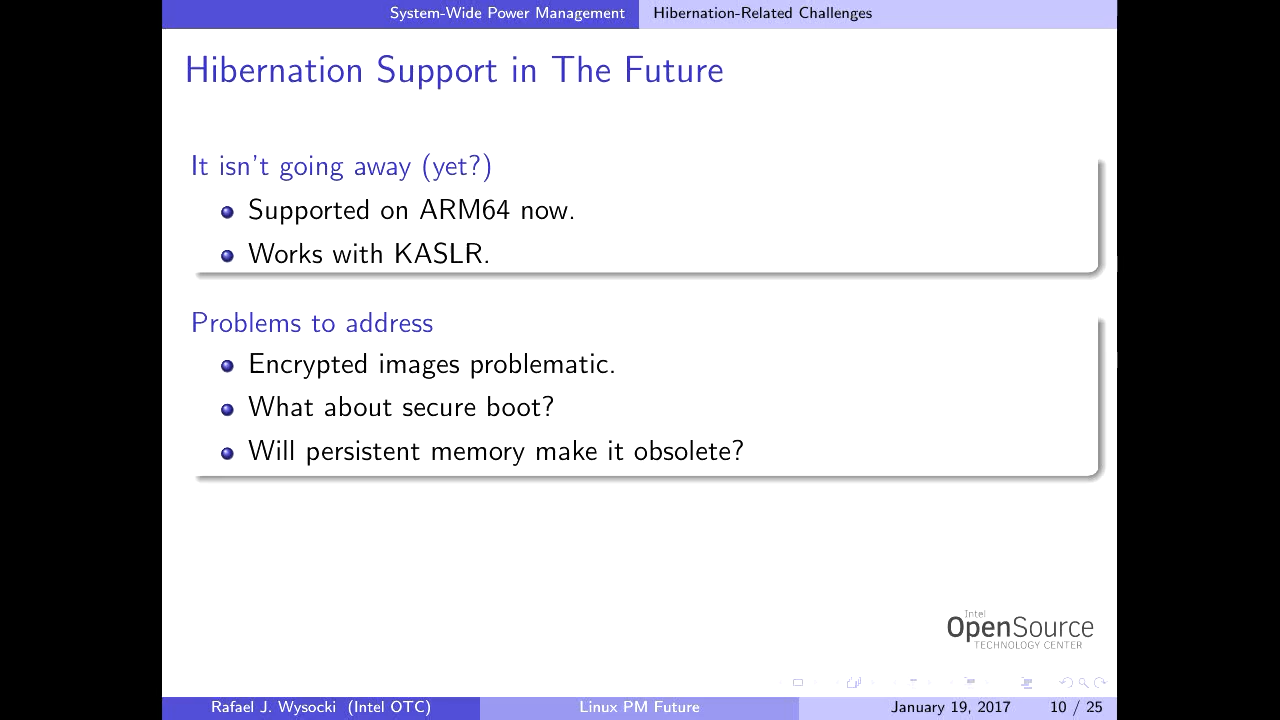 System-Wide Power Management
Hibernation-Related Challenges
Hibernation Support in The Future
It isn't going away (yet?)
Supported on ARM64 now.
Works with KASLR.
Problems to address
Encrypted images problematic.
What about secure boot?
Will persistent memory make it obsolete?
Intel
OpenSource
TECHNOLOGY CENTER
Rafael J. Wysocki (Intel OTC)
Linux PM Future
January 19, 2017
10 / 25